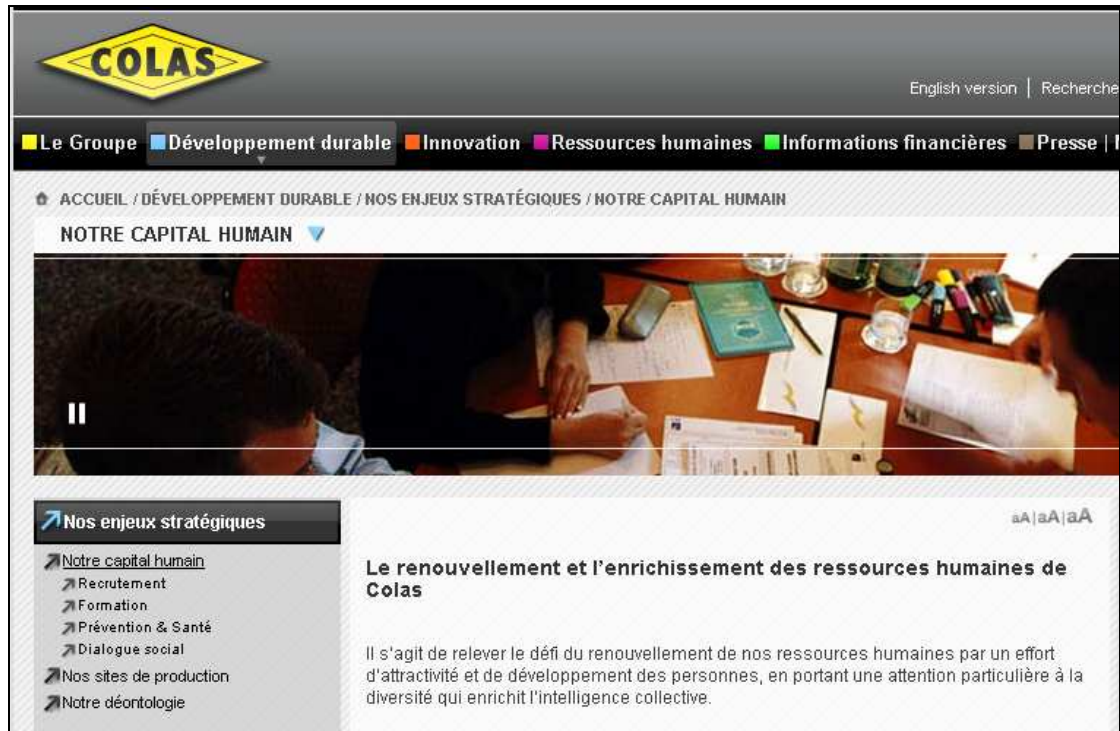 COLAS
English version | Recherche
Le Groupe Développement durable Innovation Ressources humaines Informations financières Presse |
ACCUEIL / DÉVELOPPEMENT DURABLE / NOS ENJEUX STRATÉGIQUES / NOTRE CAPITAL HUMAIN
NOTRE CAPITAL HUMAIN
Nos enjeux stratégiques
Notre capital humain
Recrutement
Formation
Prévention & Santé
Dialogue social
Nos sites de production
Notre déontologie
aA|aA|aA
Le renouvellement et l'enrichissement des ressources humaines de
Colas
Il s'agit de relever le défi du renouvellement de nos ressources humaines par un effort
d'attractivité et de développement des personnes, en portant une attention particulière à la
diversité qui enrichit l'intelligence collective.